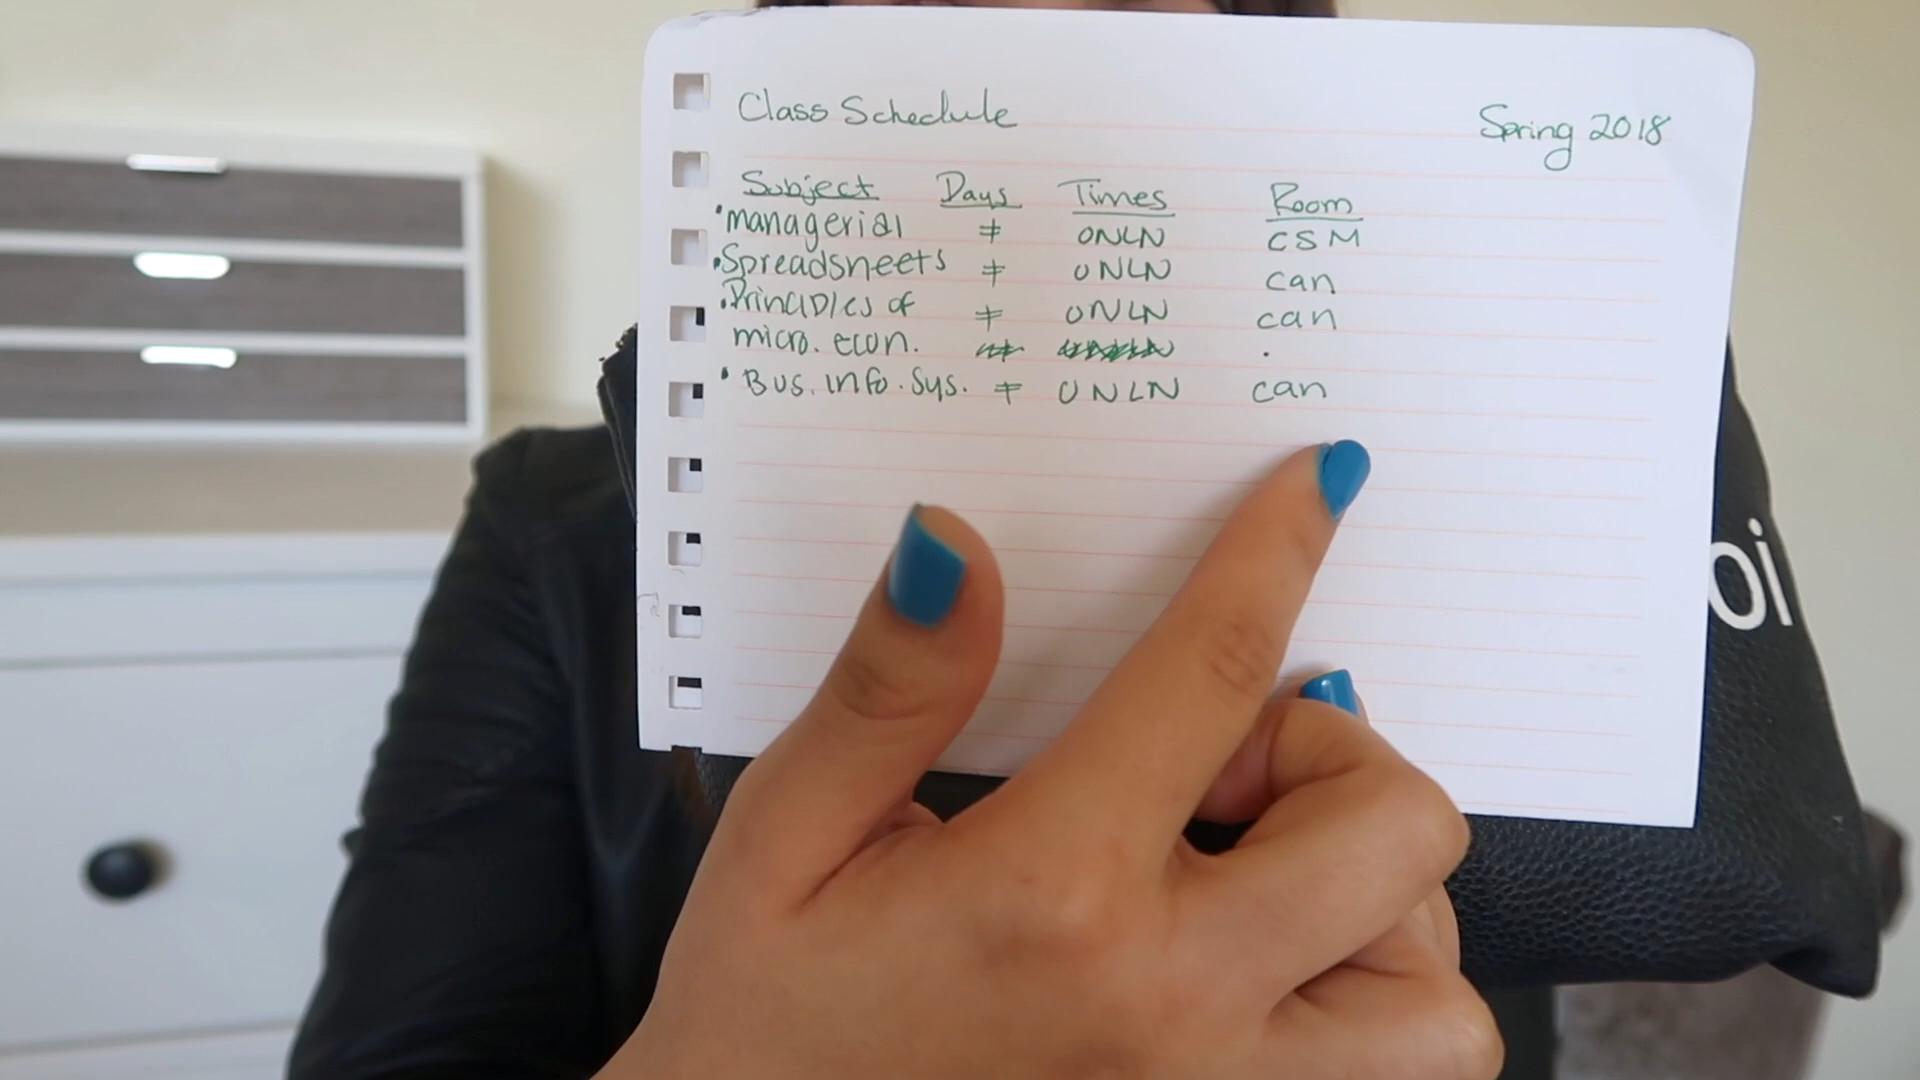 Class Schedule Spring 2018
Subject Days Times Room
•managerial ≠ ONLN CSM
•Spreadsheets ≠ ONLN can
•Principles of ≠ ONLN can
micro. econ. .
• Bus. info. Sys. ≠ ONLN can
oi